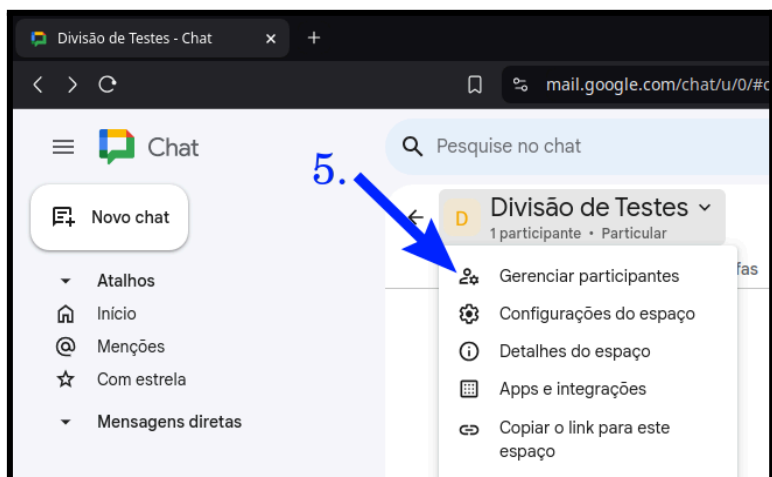 Divisão de Testes - Chat
mail.google.com/chat/u/0/#c
Chat
Pesquise no chat
5.
Novo chat
D
Divisão de Testes
1 participante • Particular
fas
Atalhos
Início
Menções
Com estrela
Mensagens diretas
Gerenciar participantes
Configurações do espaço
Detalhes do espaço
Apps e integrações
Copiar o link para este
espaço